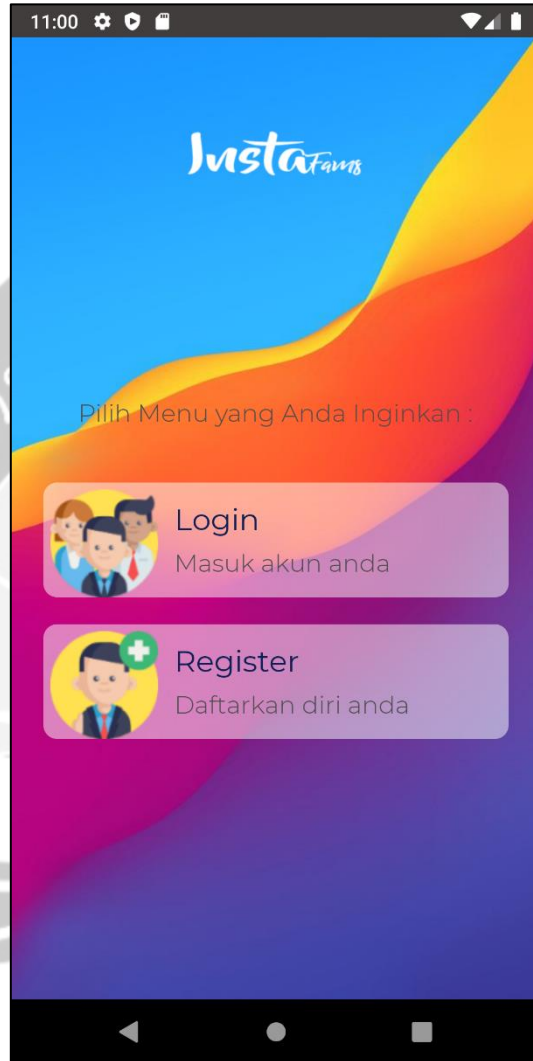 11:00
InstaFams
Pilih Menu yang Anda Inginkan :
Login
Masuk akun anda
Register
Daftarkan diri anda